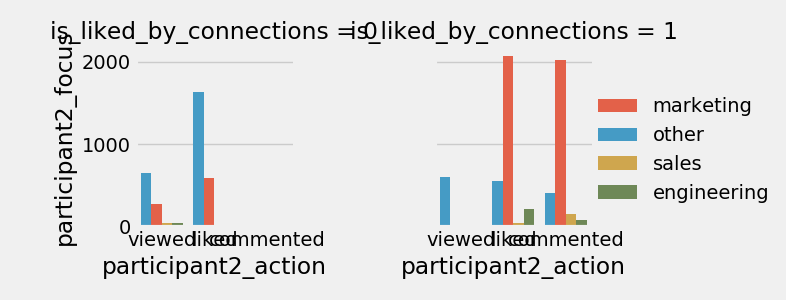 is_liked_by_connections = 0
is_liked_by_connections = 1
participant2_focus
2000
1000
0
viewed liked commented
viewed liked commented
participant2_action
participant2_action
marketing
other
sales
engineering